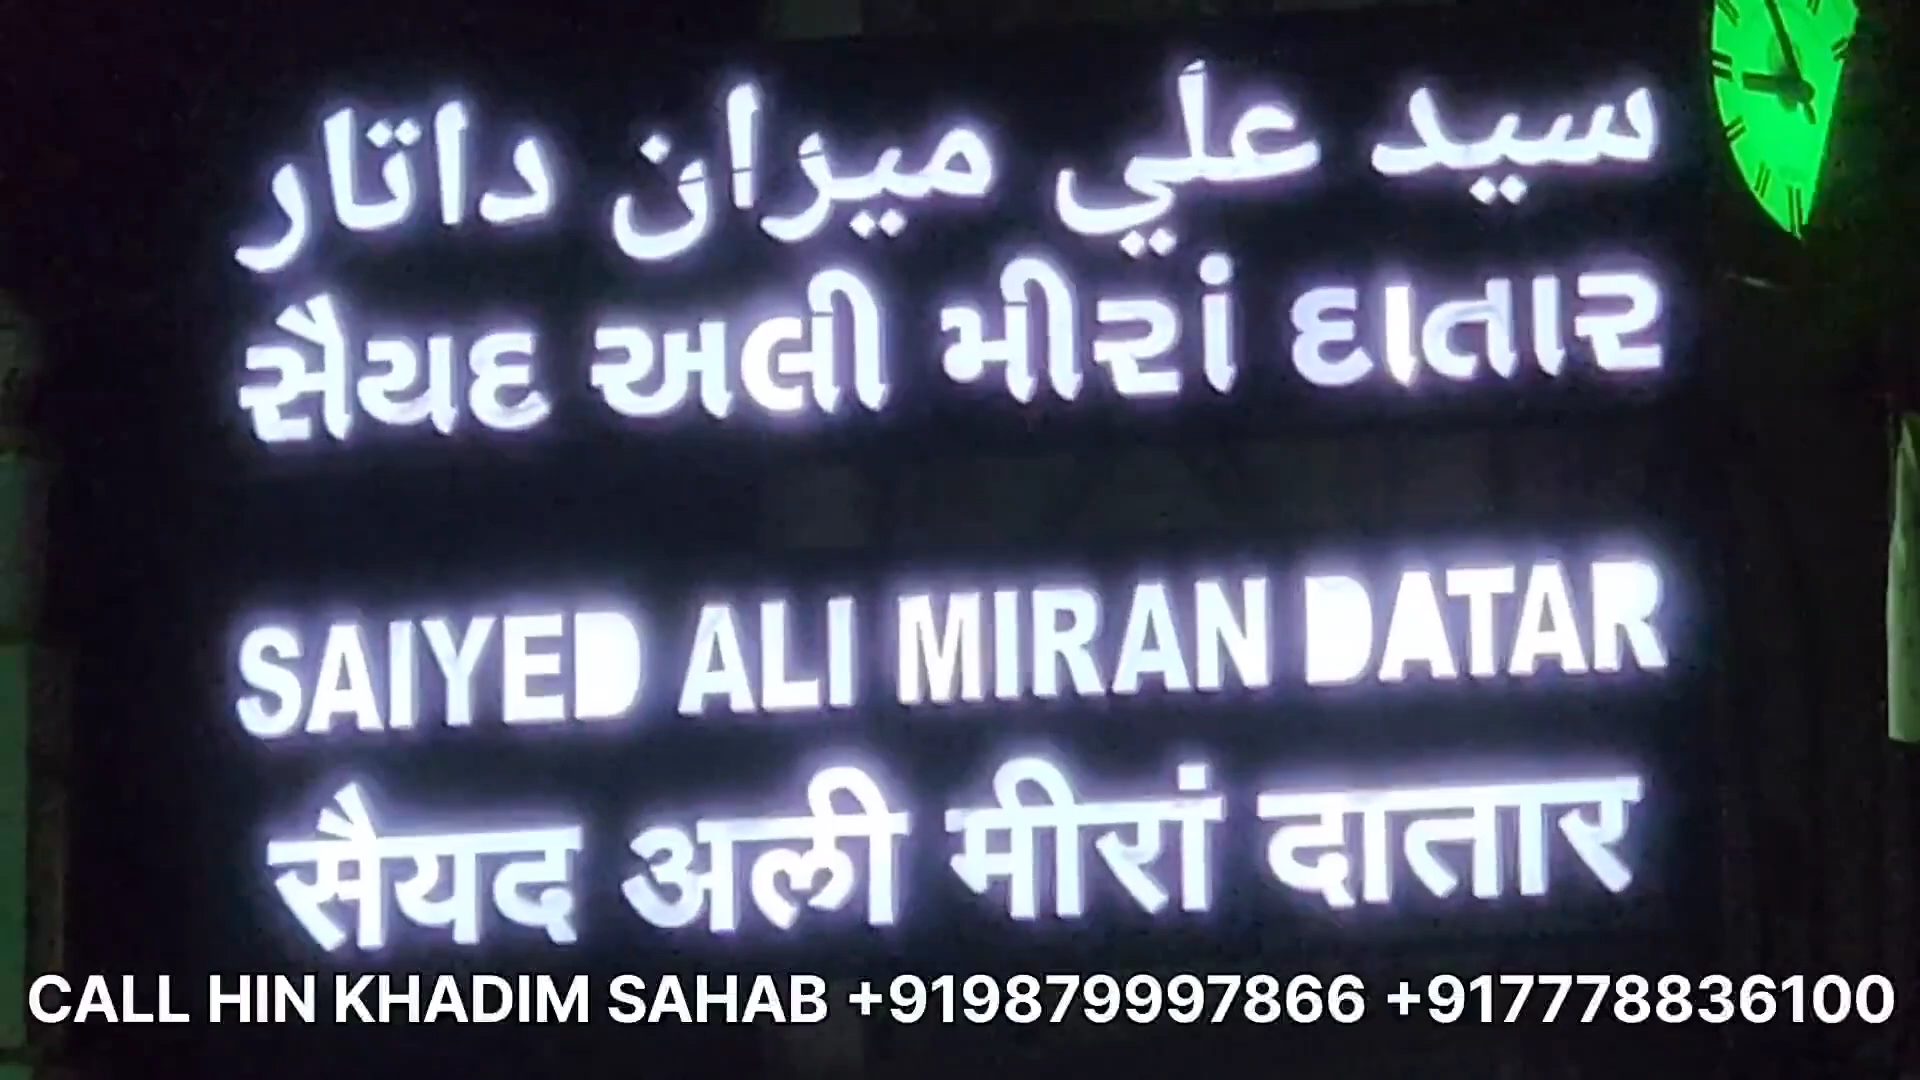 سيد علي ميران داتار
સૈયદ અલી મીરાં દાતાર
SAIYED ALI MIRAN DATAR
सैयद अली मीरां दातार
CALL HIN KHADIM SAHAB +919879997866 +917778836100